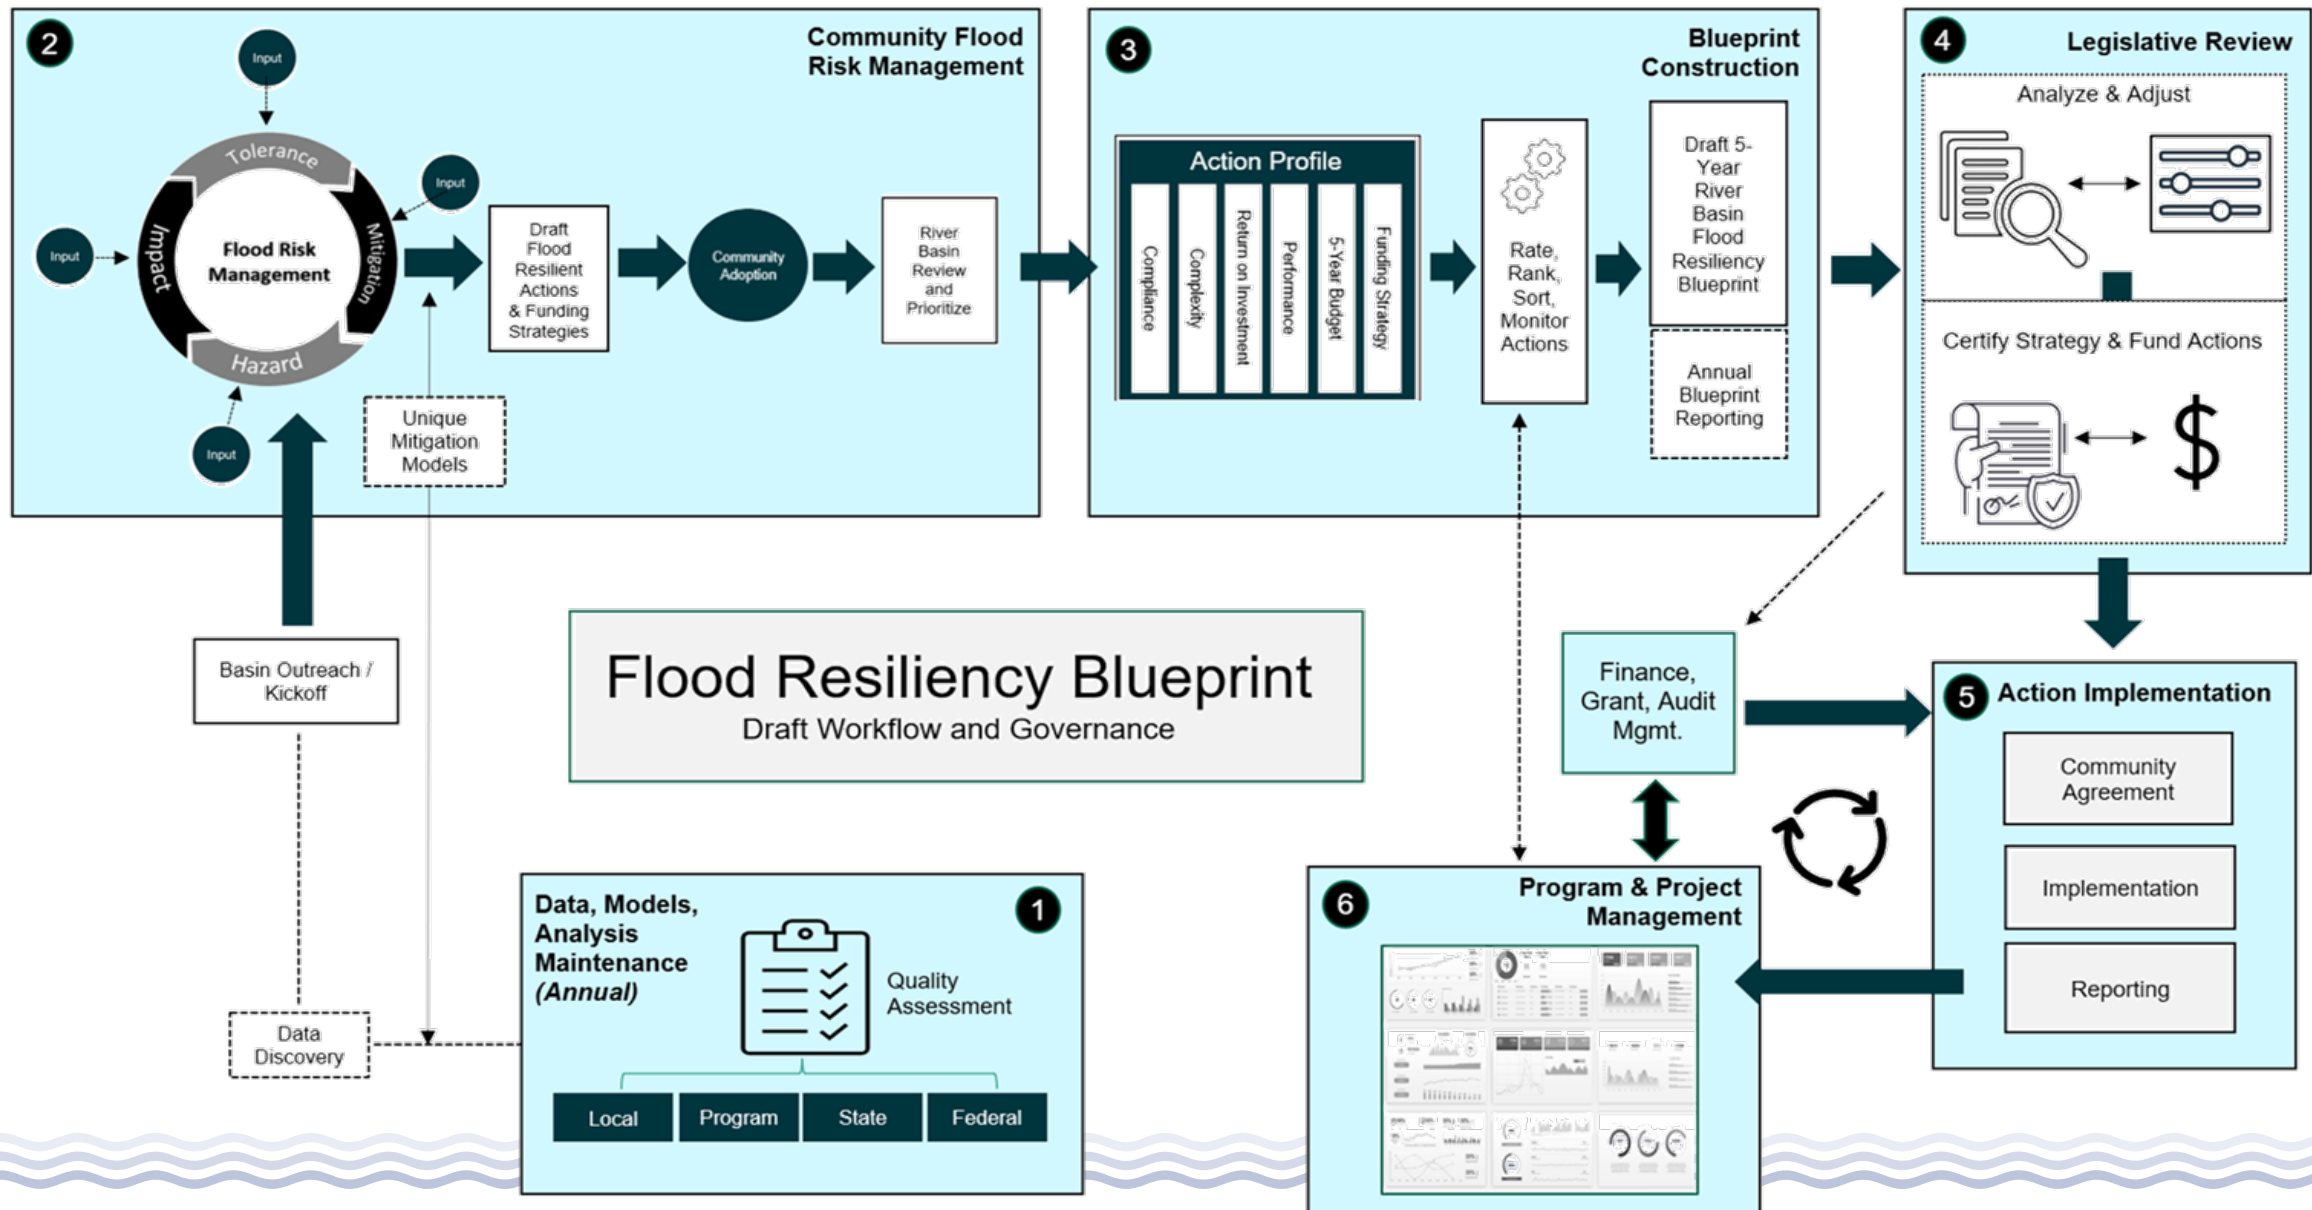 2
Community Flood
Risk Management
Input
Input
Input
Input
Tolerance
Mitigation
Hazard
Impact
Flood Risk
Management
Draft
Flood
Resilient
Actions
& Funding
Strategies
Community
Adoption
River
Basin
Review
and
Prioritize
Unique
Mitigation
Models
3
Blueprint
Construction
Action Profile
Compliance
Complexity
Return on Investment
Performance
5-Year Budget
Funding Strategy
Rate,
Rank,
Sort,
Monitor
Actions
Draft 5-
Year
River
Basin
Flood
Resiliency
Blueprint
Annual
Blueprint
Reporting
4
Legislative Review
Analyze & Adjust
Certify Strategy & Fund Actions
$
Basin Outreach /
Kickoff
Flood Resiliency Blueprint
Draft Workflow and Governance
Finance,
Grant, Audit
Mgmt.
5
Action Implementation
Community
Agreement
Implementation
Reporting
Data
Discovery
Data, Models,
Analysis
Maintenance
(Annual)
1
Quality
Assessment
Local
Program
State
Federal
6
Program & Project
Management